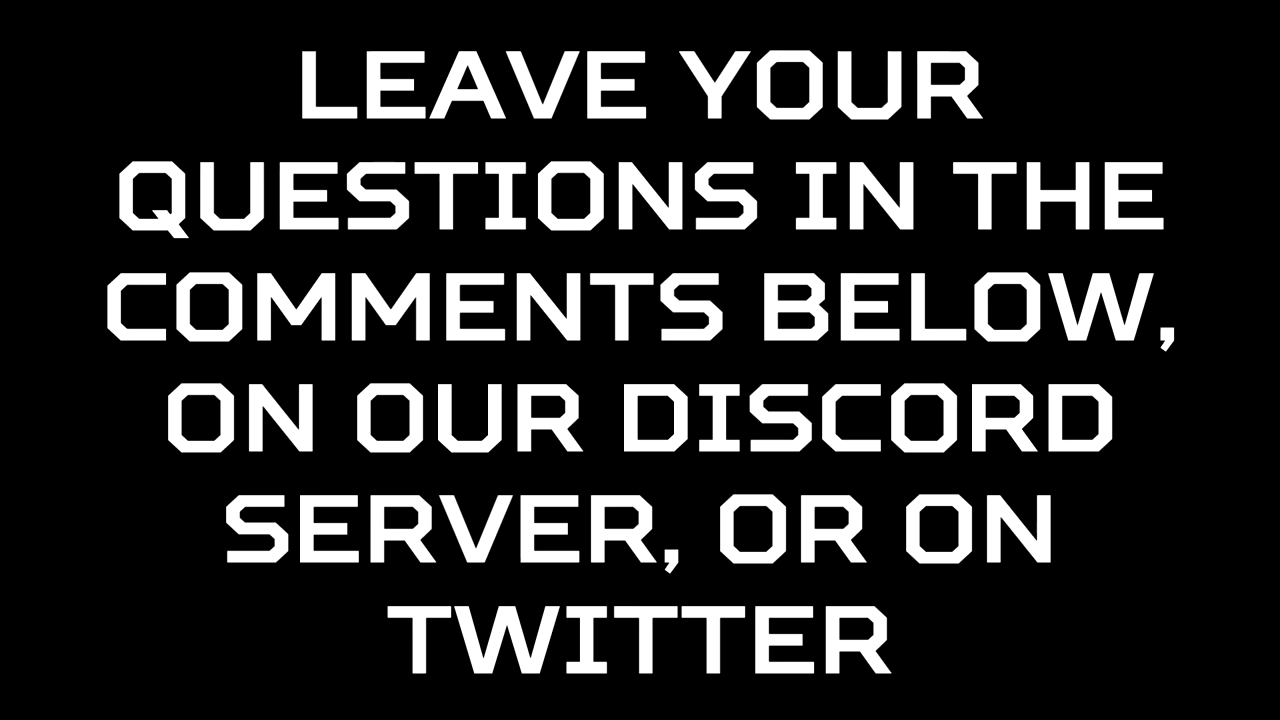 LEAVE YOUR
QUESTIONS IN THE
COMMENTS BELOW,
ON OUR DISCORD
SERVER, OR ON
TWITTER